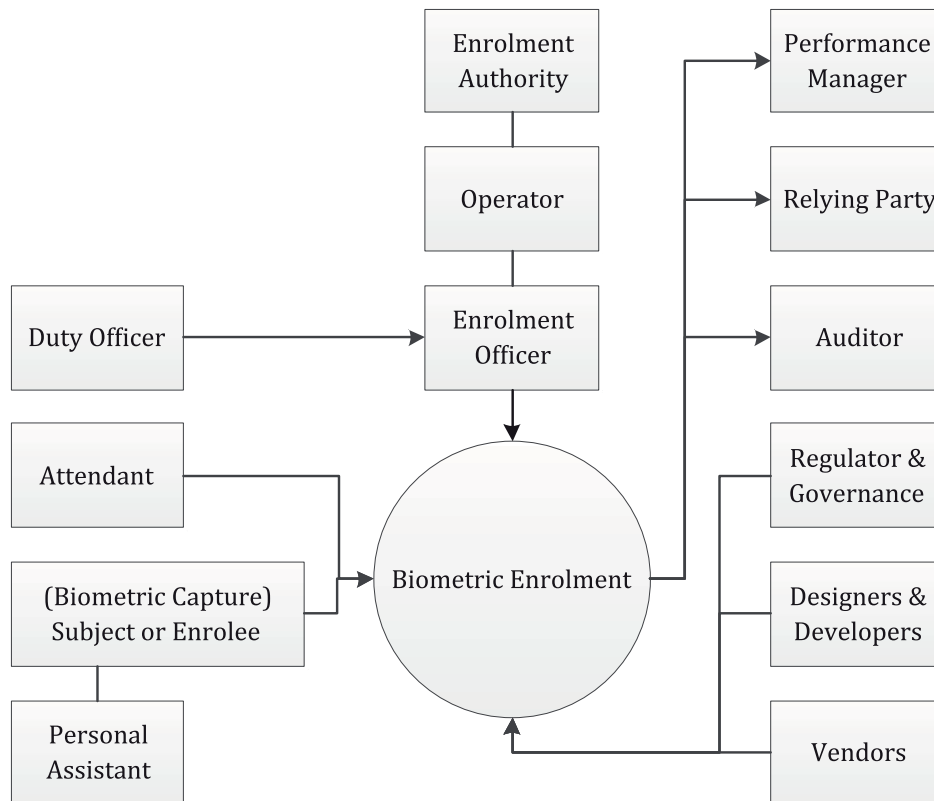 Enrolment
Authority
Performance
Manager
Operator
Relying Party
Duty Officer
Enrolment
Officer
Auditor
Attendant
Regulator &
Governance
(Biometric Capture)
Subject or Enrolee
Biometric Enrolment
Designers &
Developers
Personal
Assistant
Vendors